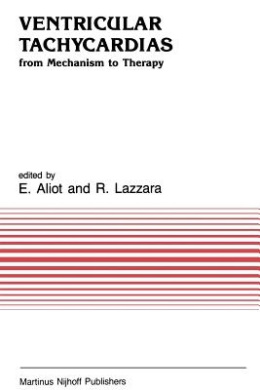 VENTRICULAR
TACHYCARDIAS
from Mechanism to Therapy
edited by
E. Aliot and R. Lazzara
Martinus Nijhoff Publishers